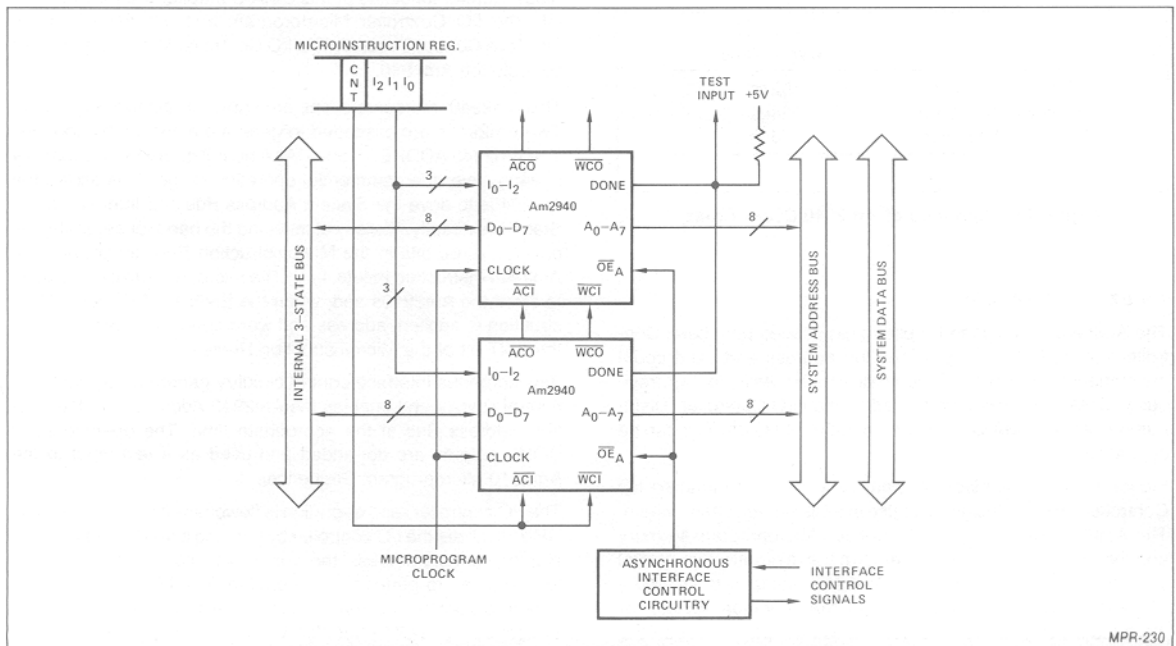 MICROINSTRUCTION REG.
CNT I2 I1 I0
TEST INPUT
+5V
ACO WCO
I0–I2 DONE
Am2940
D0–D7 A0–A7
CLOCK OEA
ACI WCI
3
8
8
3
INTERNAL 3–STATE BUS
SYSTEM ADDRESS BUS
SYSTEM DATA BUS
ACO WCO
I0–I2 DONE
Am2940
D0–D7 A0–A7
CLOCK OEA
ACI WCI
8
8
MICROPROGRAM CLOCK
ASYNCHRONOUS
INTERFACE
CONTROL
CIRCUITRY
INTERFACE
CONTROL
SIGNALS
MPR-230